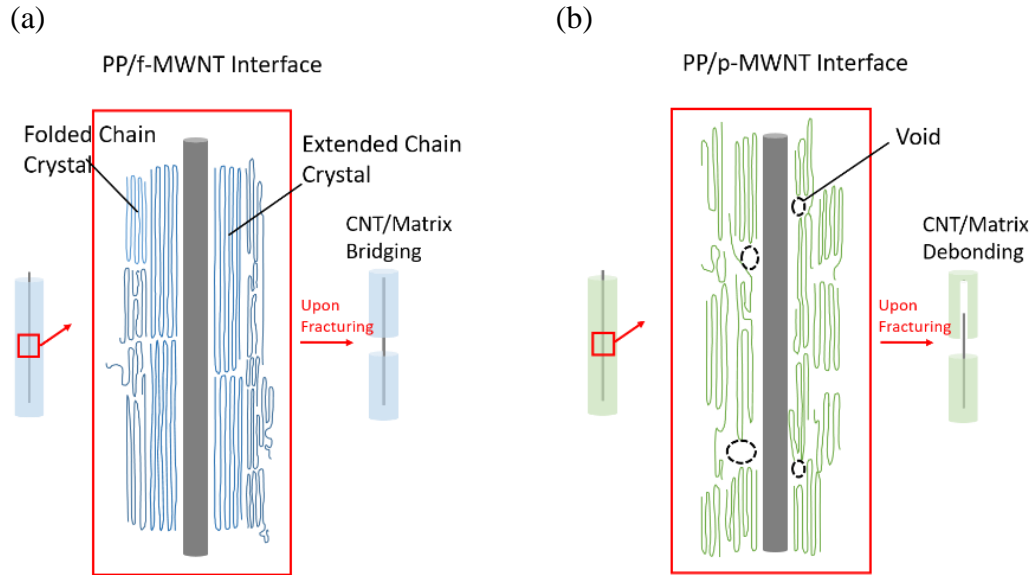 (a)
PP/f-MWNT Interface
Folded Chain
Crystal
Extended Chain
Crystal
CNT/Matrix
Bridging
Upon
Fracturing
(b)
PP/p-MWNT Interface
Void
CNT/Matrix
Debonding
Upon
Fracturing